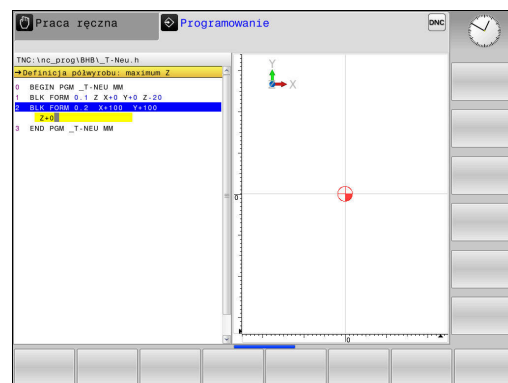 Praca ręczna
Programowanie
DNC
TNC:\nc_prog\BHB\_T-Neu.h
→Definicja półwyrobu: maximum Z
0 BEGIN PGM _T-NEU MM
1 BLK FORM 0.1 Z X+0 Y+0 Z-20
2 BLK FORM 0.2 X+100 Y+100
Z+0
3 END PGM _T-NEU MM
Y
X
0
0